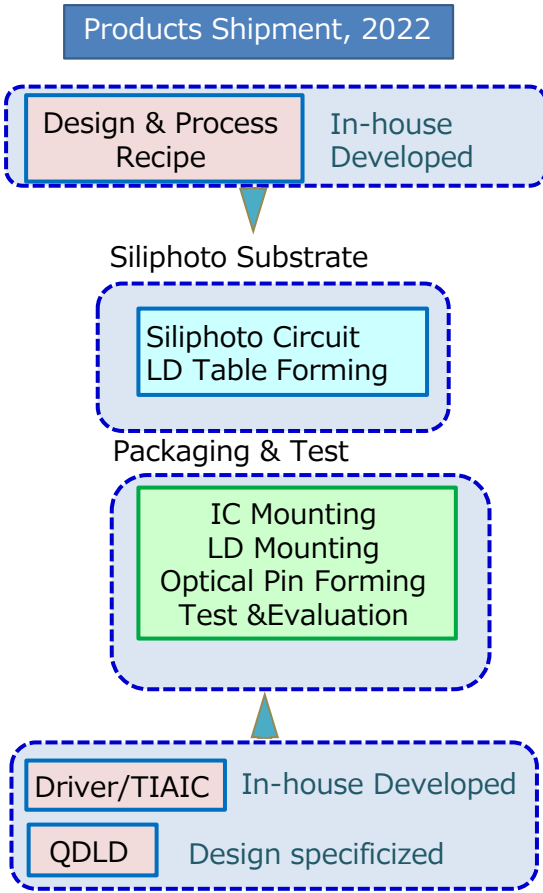 Products Shipment, 2022
Design & Process
Recipe
In-house
Developed
Siliphoto Substrate
Siliphoto Circuit
LD Table Forming
Packaging & Test
IC Mounting
LD Mounting
Optical Pin Forming
Test &Evaluation
Driver/TIAIC
In-house Developed
QDLD
Design specificized